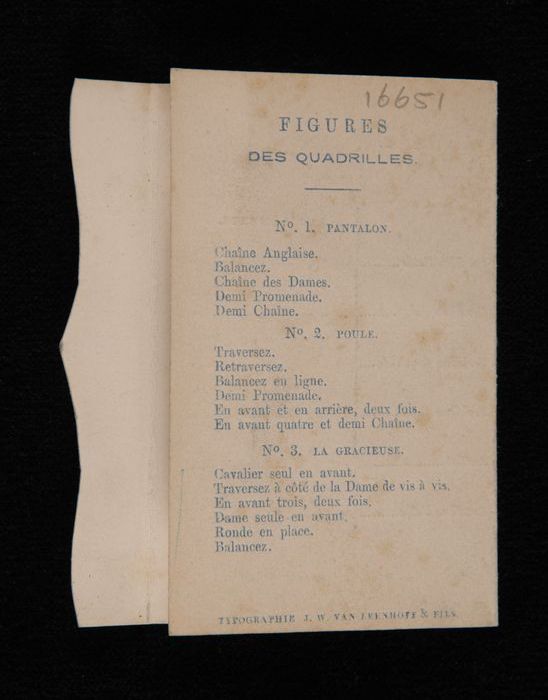 16651
FIGURES
DES QUADRILLES.
No. 1. PANTALON.
Chaîne Anglaise.
Balancez.
Chaîne des Dames.
Demi Promenade.
Demi Chaîne.
No. 2. POULE.
Traversez.
Retraversez.
Balancez en ligne.
Demi Promenade.
En avant et en arrière, deux fois.
En avant quatre et demi Chaîne.
No. 3. LA GRACIEUSE.
Cavalier seul en avant.
Traversez à côté de la Dame de vis à vis.
En avant trois, deux fois.
Dame seule en avant.
Ronde en place.
Balancez.
TYPOGRAPHIE J. W. VAN LEENHOFF & FILS.